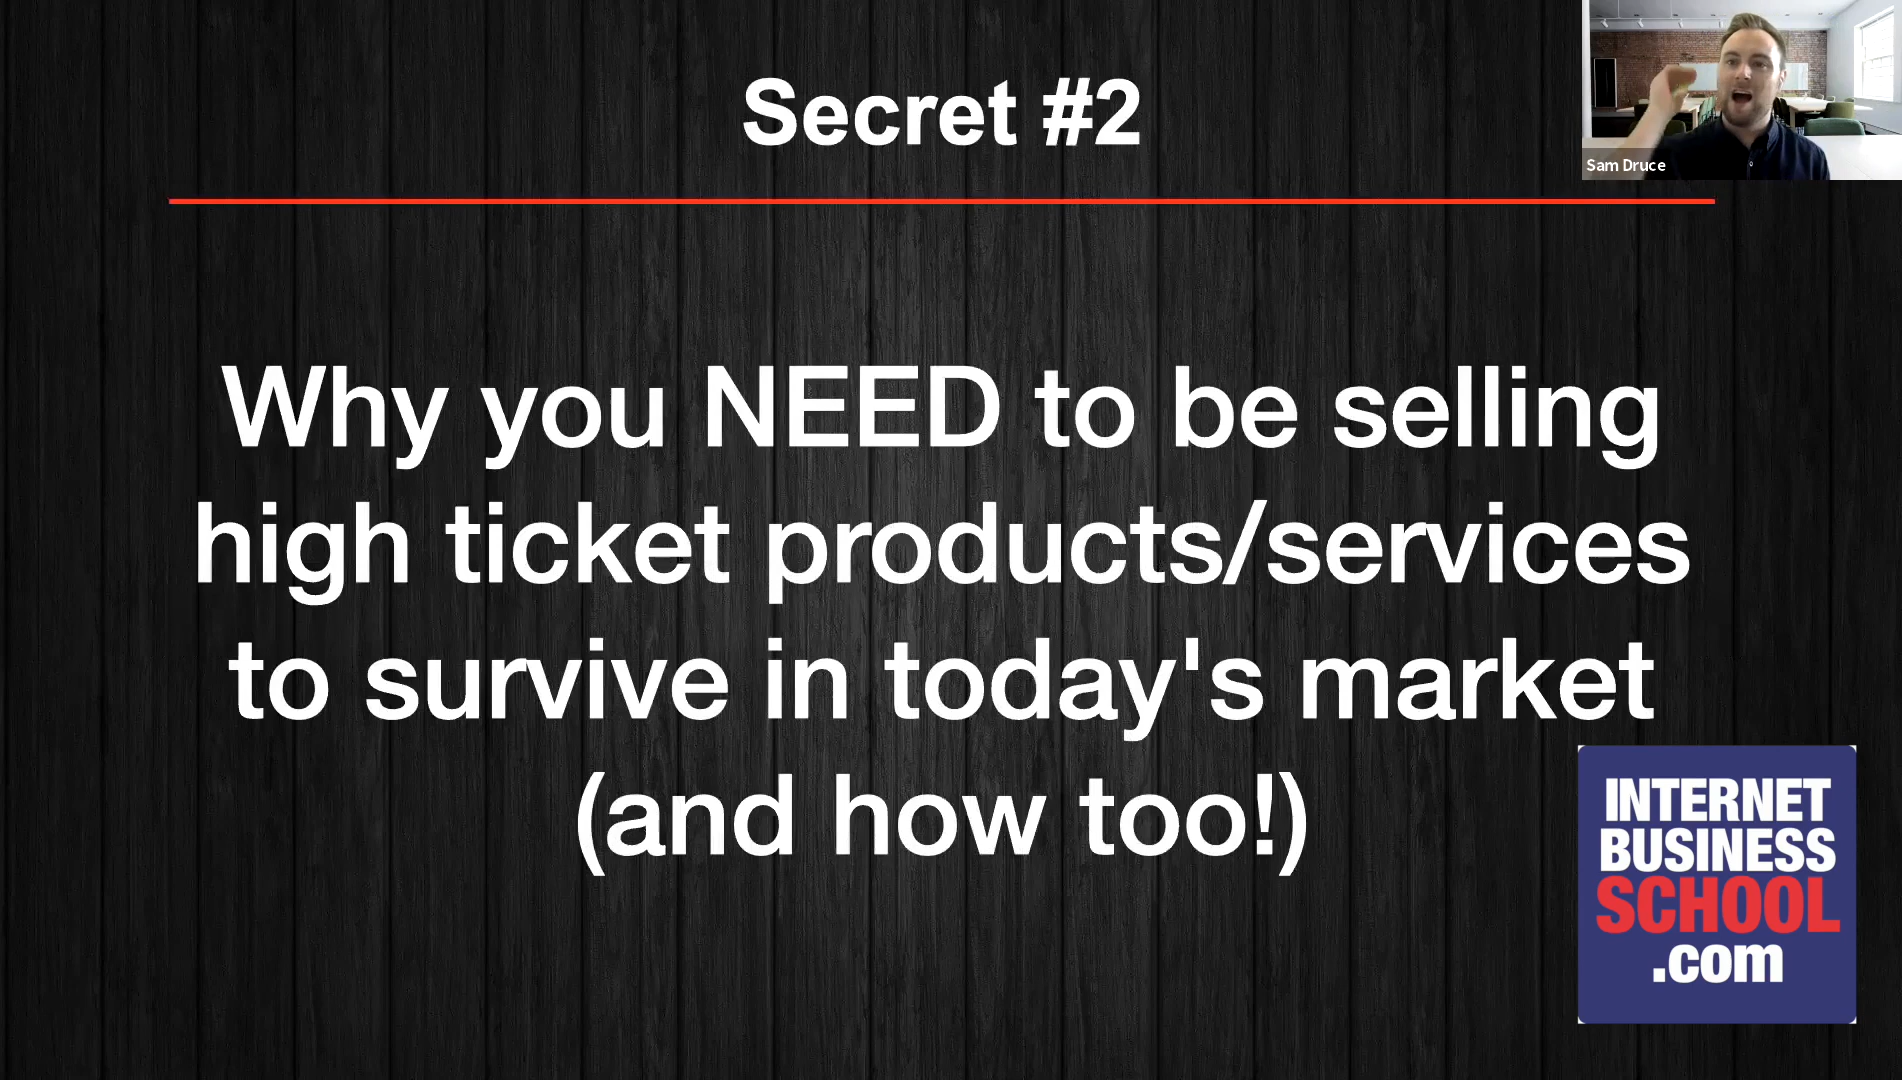 Secret #2
Sam Druce
Why you NEED to be selling
high ticket products/services
to survive in today's market
(and how too!)
INTERNET
BUSINESS
SCHOOL
.com